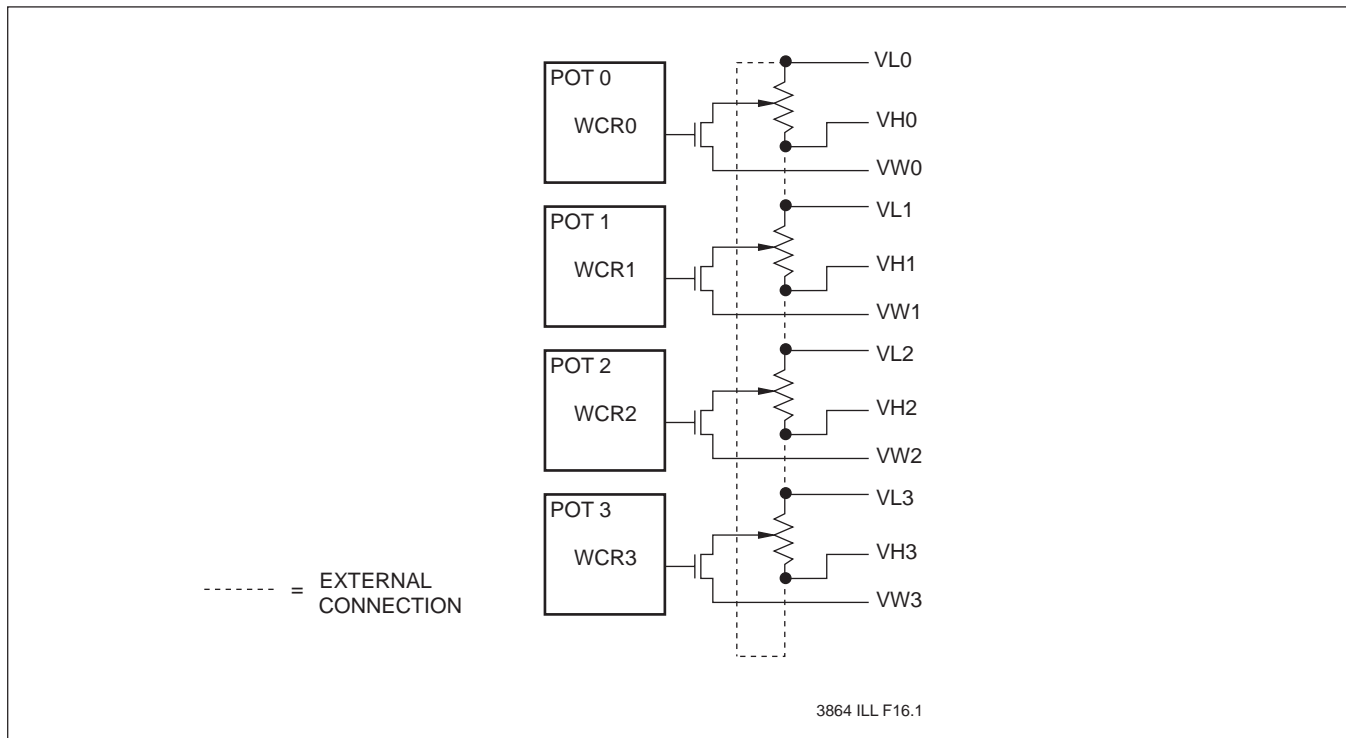 POT 0
WCR0
VL0
VH0
VW0
POT 1
WCR1
VL1
VH1
VW1
POT 2
WCR2
VL2
VH2
VW2
POT 3
WCR3
VL3
VH3
VW3
= EXTERNAL
CONNECTION
3864 ILL F16.1